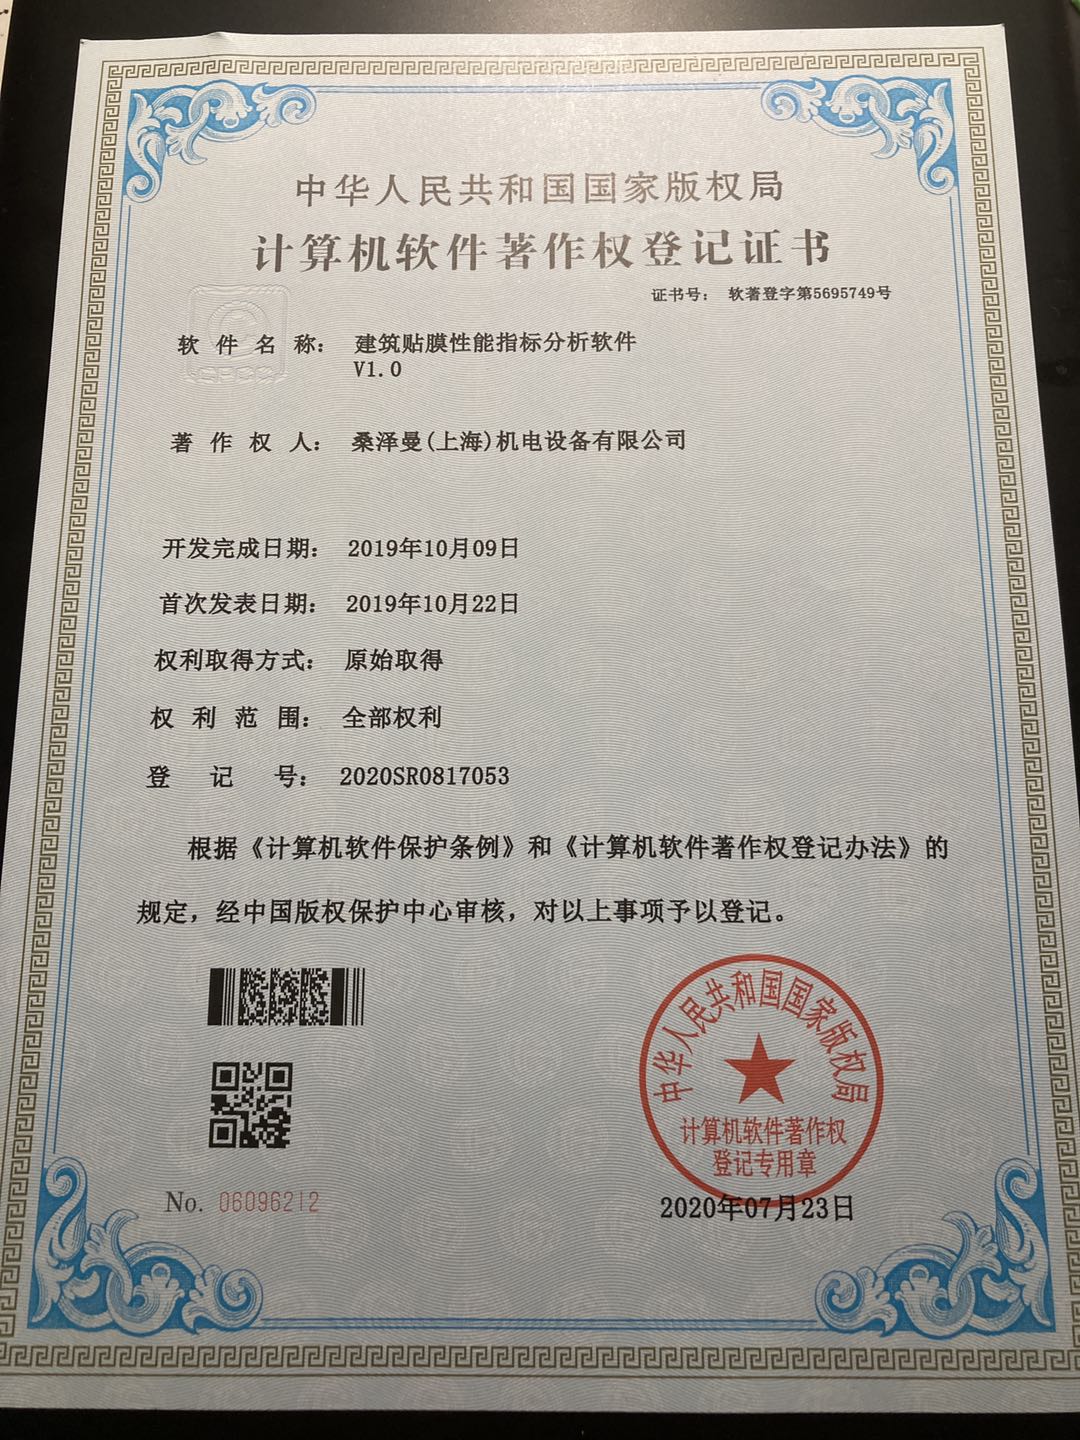 中华人民共和国国家版权局
计算机软件著作权登记证书
证书号： 软著登字第5695749号
软件名称： 建筑贴膜性能指标分析软件
V1.0
著作权人： 桑泽曼(上海)机电设备有限公司
开发完成日期： 2019年10月09日
首次发表日期： 2019年10月22日
权利取得方式： 原始取得
权利范围： 全部权利
登记号： 2020SR0817053
根据《计算机软件保护条例》和《计算机软件著作权登记办法》的
规定，经中国版权保护中心审核，对以上事项予以登记。
中华人民共和国国家版权局
计算机软件著作权
登记专用章
No. 06096212
2020年07月23日